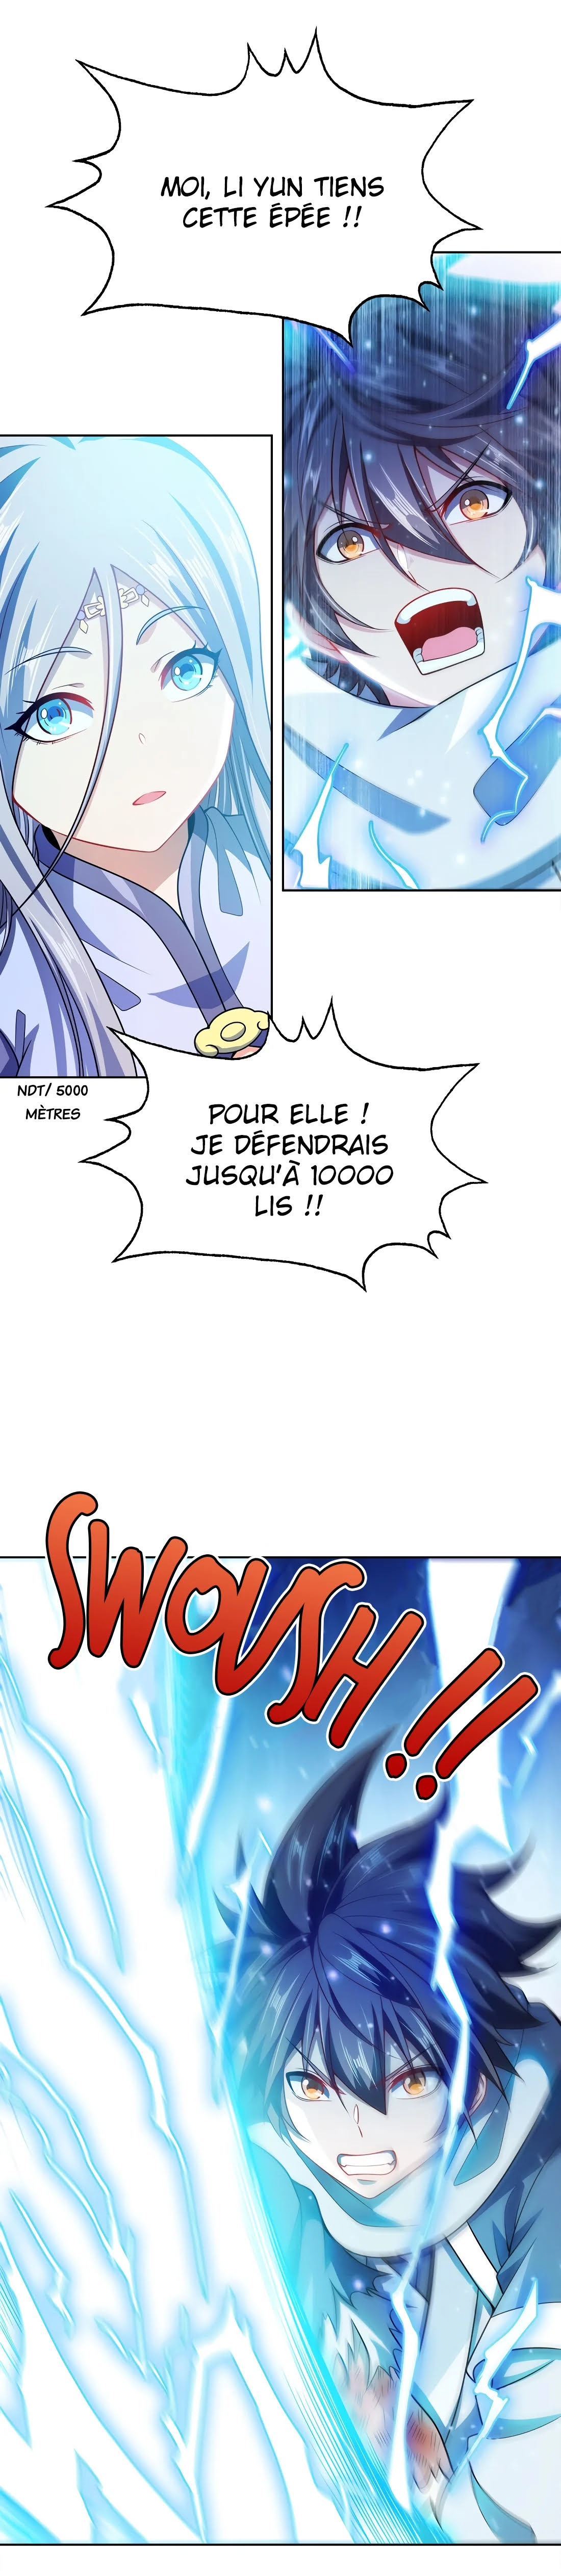 MOI, LI YUN TIENS
CETTE ÉPÉE !!
NDT/ 5000
MÈTRES
POUR ELLE !
JE DÉFENDRAIS
JUSQU'À 10000
LIS !!
SWOUSH !!